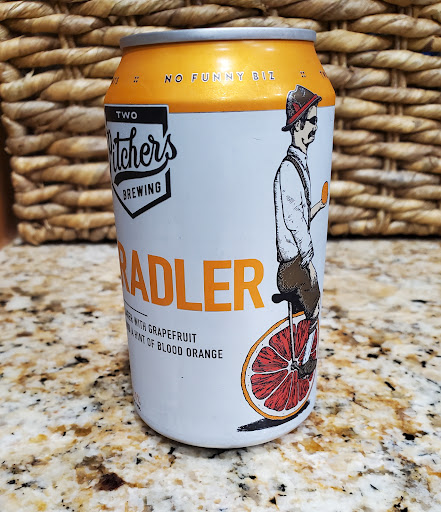 NO FUNNY BIZ
TWO
Pitchers
BREWING
RADLER
WITH GRAPEFRUIT
HINT OF BLOOD ORANGE